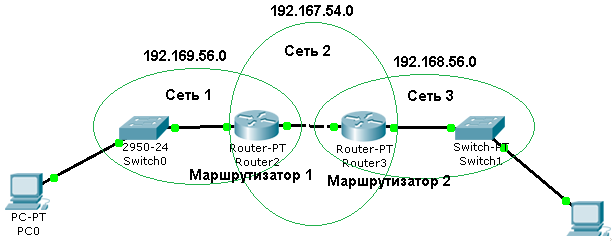 192.167.54.0
192.169.56.0
Сеть 2
192.168.56.0
Сеть 1
Сеть 3
2950-24
Switch0
Router-PT
Router2
Router-PT
Router3
Switch-PT
Switch1
Маршрутизатор 1
Маршрутизатор 2
PC-PT
PC0